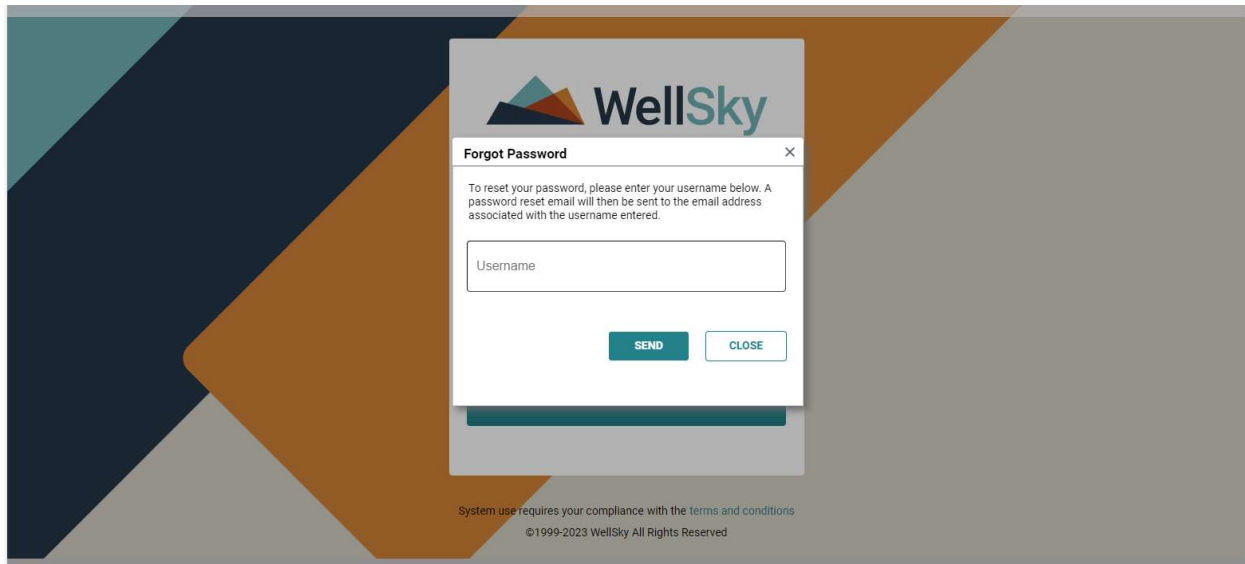 WellSky
Forgot Password
To reset your password, please enter your username below. A
password reset email will then be sent to the email address
associated with the username entered.
Username
SEND
CLOSE
System use requires your compliance with the terms and conditions
©1999-2023 WellSky All Rights Reserved